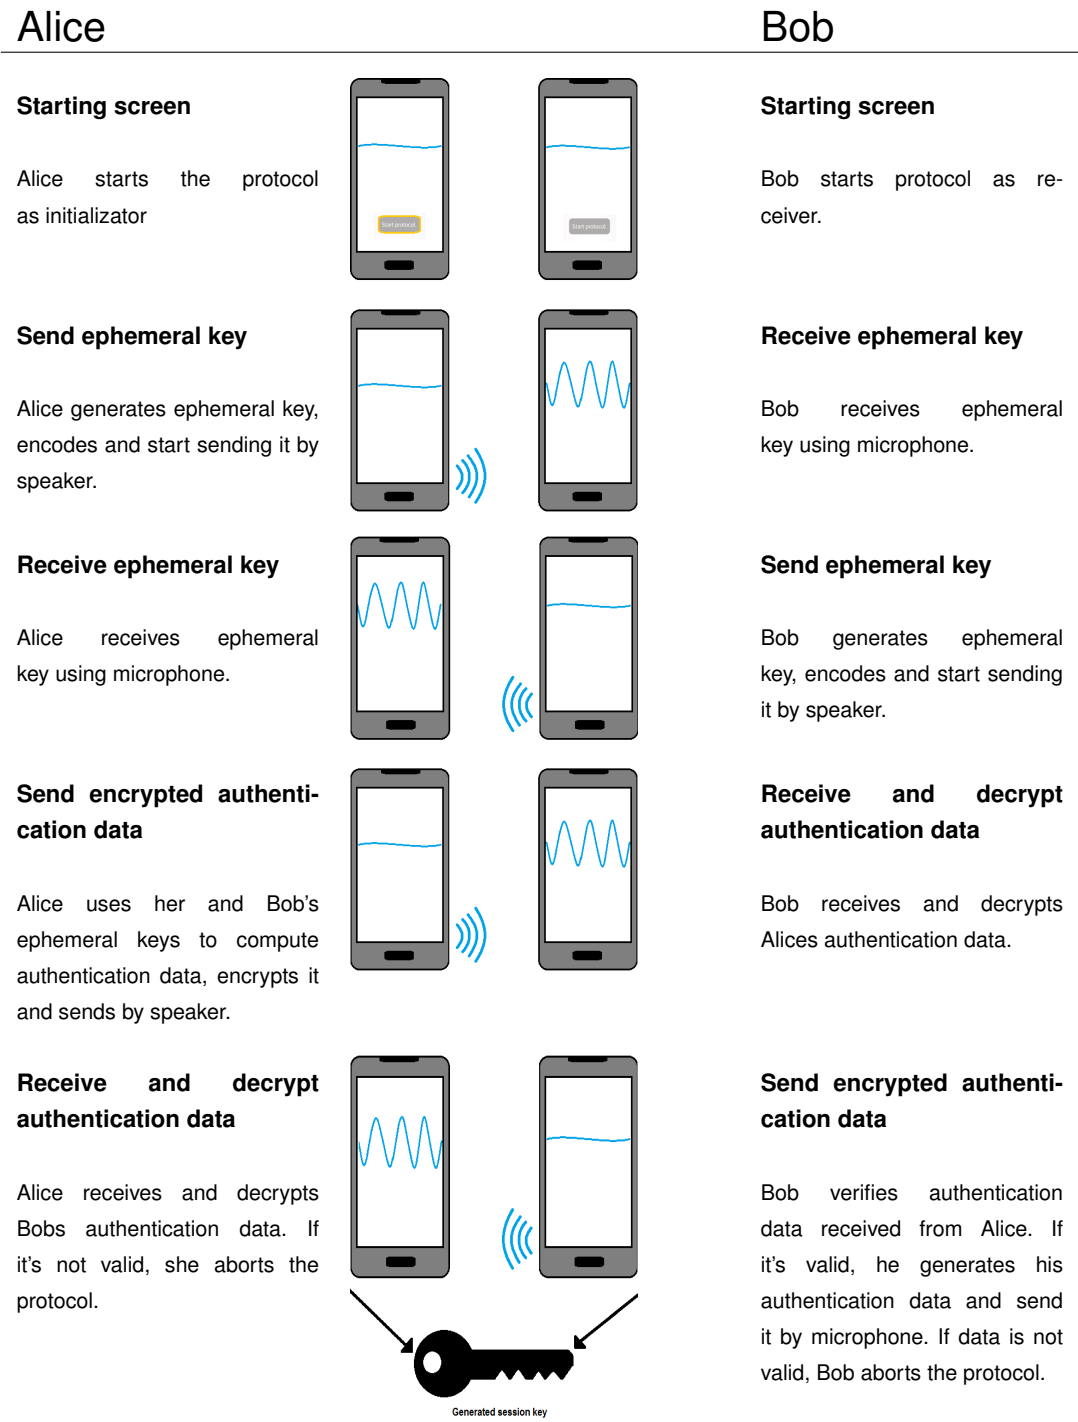 Alice
Bob
Starting screen
Alice starts the protocol
as initializator
Start protocol
Start protocol
Starting screen
Bob starts protocol as re-
ceiver.
Send ephemeral key
Alice generates ephemeral key,
encodes and start sending it by
speaker.
Receive ephemeral key
Bob receives ephemeral
key using microphone.
Receive ephemeral key
Alice receives ephemeral
key using microphone.
Send ephemeral key
Bob generates ephemeral
key, encodes and start sending
it by speaker.
Send encrypted authenti-
cation data
Alice uses her and Bob's
ephemeral keys to compute
authentication data, encrypts it
and sends by speaker.
Receive and decrypt
authentication data
Bob receives and decrypts
Alices authentication data.
Receive and decrypt
authentication data
Alice receives and decrypts
Bobs authentication data. If
it's not valid, she aborts the
protocol.
Send encrypted authenti-
cation data
Bob verifies authentication
data received from Alice. If
it's valid, he generates his
authentication data and send
it by microphone. If data is not
valid, Bob aborts the protocol.
Generated session key